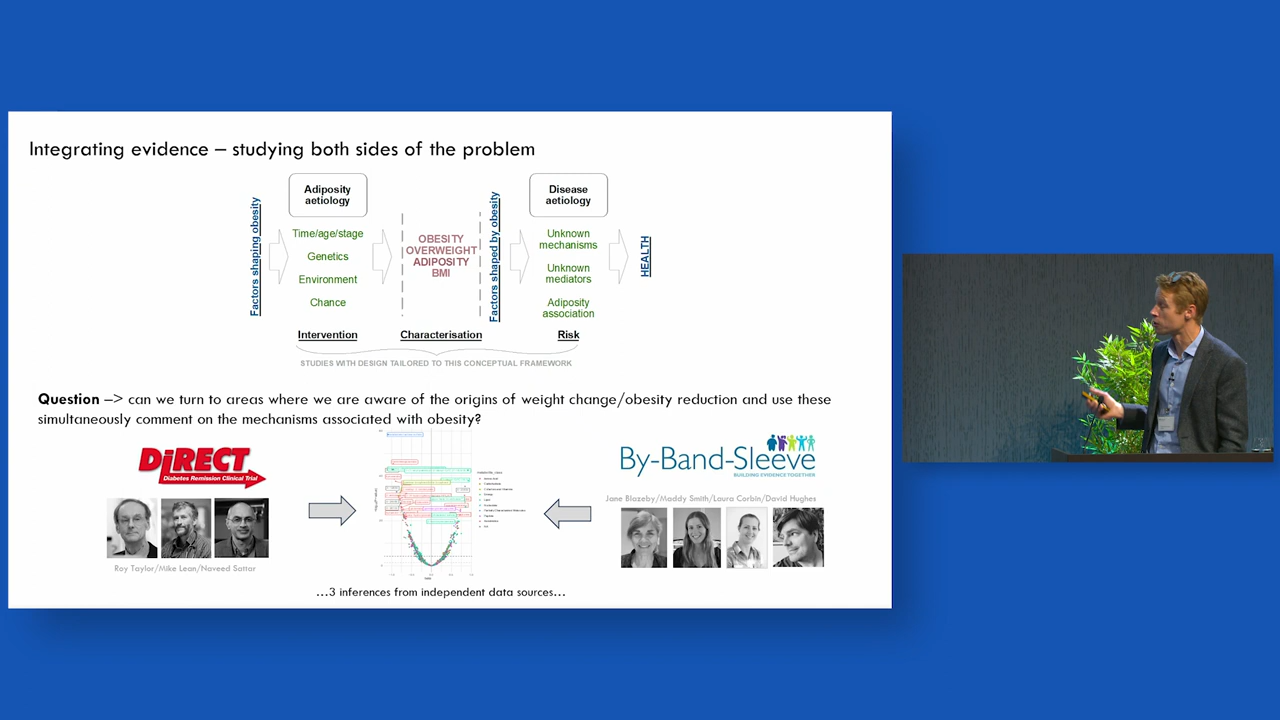 Integrating evidence – studying both sides of the problem
Factors shaping obesity
Adiposity
aetiology
Time/age/stage
Genetics
Environment
Chance
Intervention
OBESITY
OVERWEIGHT
ADIPOSITY
BMI
Characterisation
Factors shaped by obesity
Disease
aetiology
Unknown
mechanisms
Unknown
mediators
Adiposity
association
Risk
HEALTH
STUDIES WITH DESIGN TAILORED TO THIS CONCEPTUAL FRAMEWORK
Question –> can we turn to areas where we are aware of the origins of weight change/obesity reduction and use these
simultaneously comment on the mechanisms associated with obesity?
DiRECT
Diabetes Remission Clinical Trial
Roy Taylor/Mike Lean/Naveed Sattar
By-Band-Sleeve
BUILDING EVIDENCE TOGETHER
Jane Blazeby/Maddy Smith/Laura Corbin/David Hughes
...3 inferences from independent data sources...